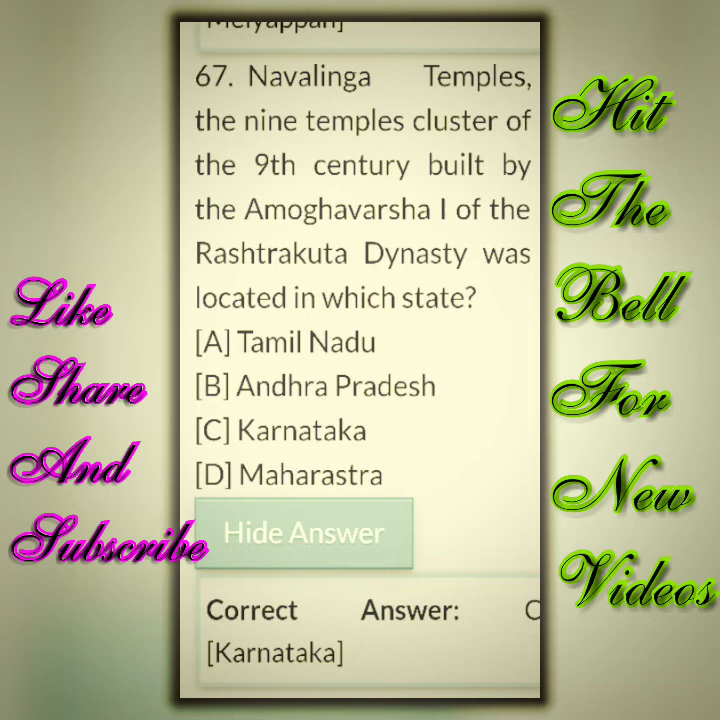 Meiyappan]
67. Navalinga Temples,
the nine temples cluster of
the 9th century built by
the Amoghavarsha I of the
Rashtrakuta Dynasty was
located in which state?
[A] Tamil Nadu
[B] Andhra Pradesh
[C] Karnataka
[D] Maharastra
Hide Answer
Correct Answer: C
[Karnataka]
Like
Share
And
Subscribe
Hit
The
Bell
For
New
Videos